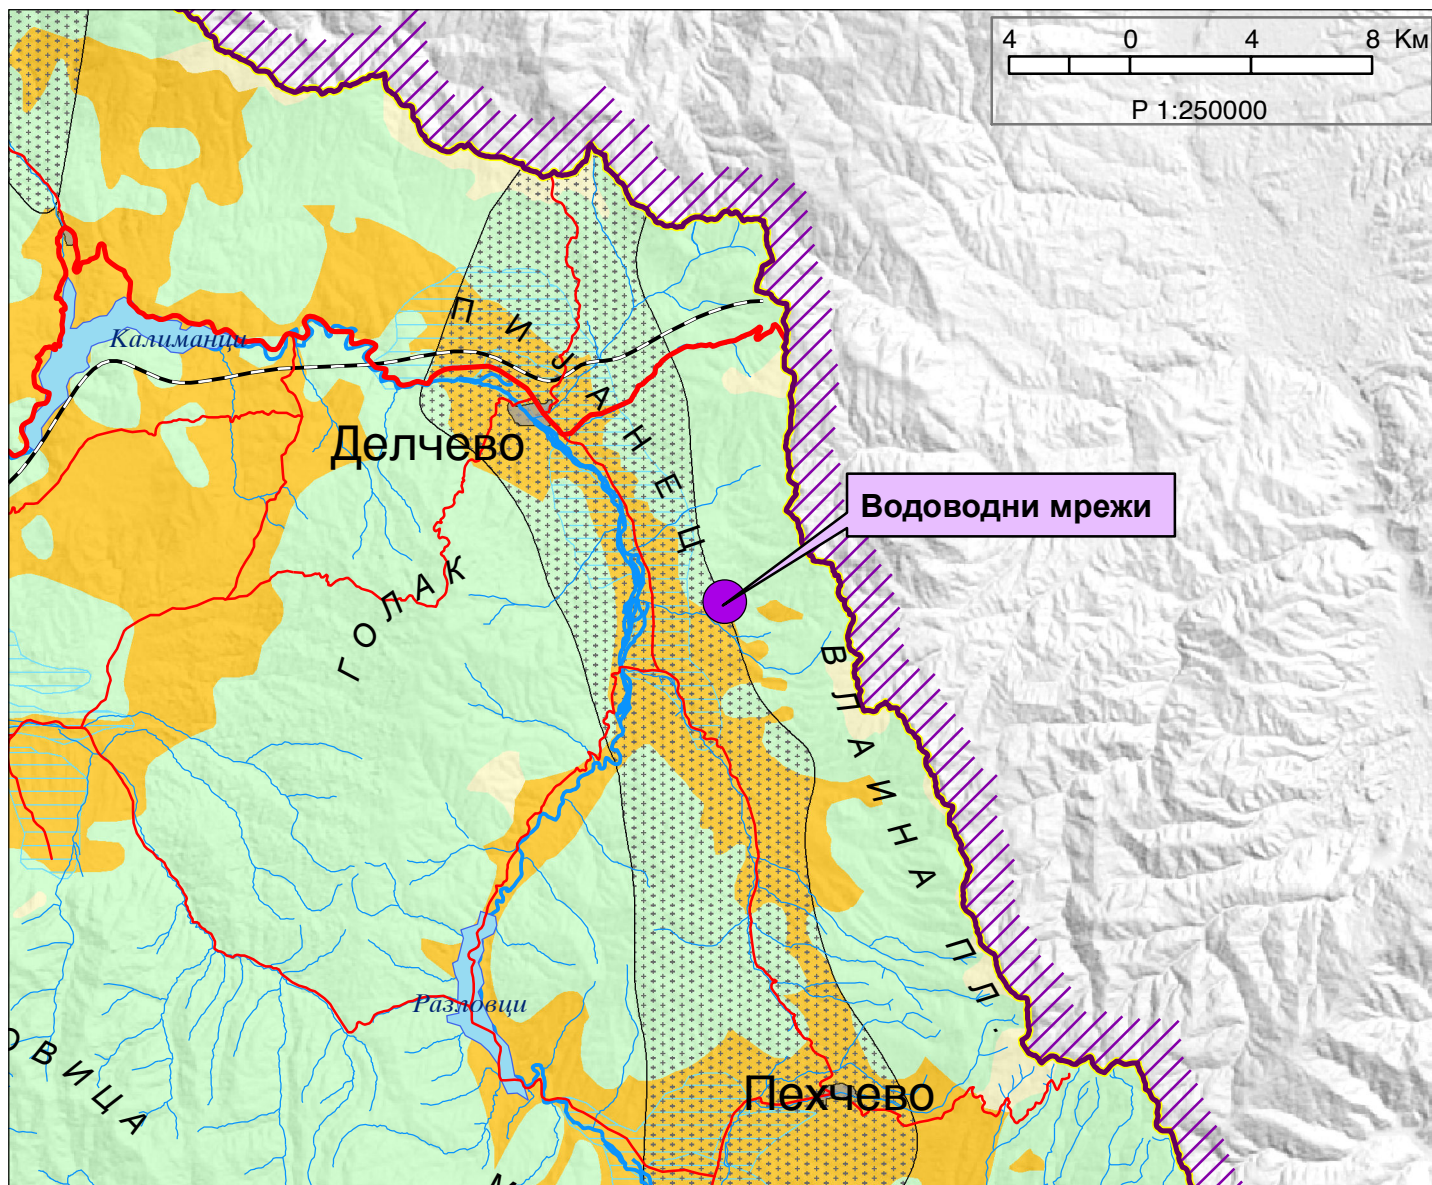 4 0 4 8 Км
Р 1:250000
ПИЈАНЕЦ
Калиманци
Делчево
Водоводни мрежи
ГОЛАК
ВЛАИНА ПЛ.
Разловци
ОВИЦА
Пехчево